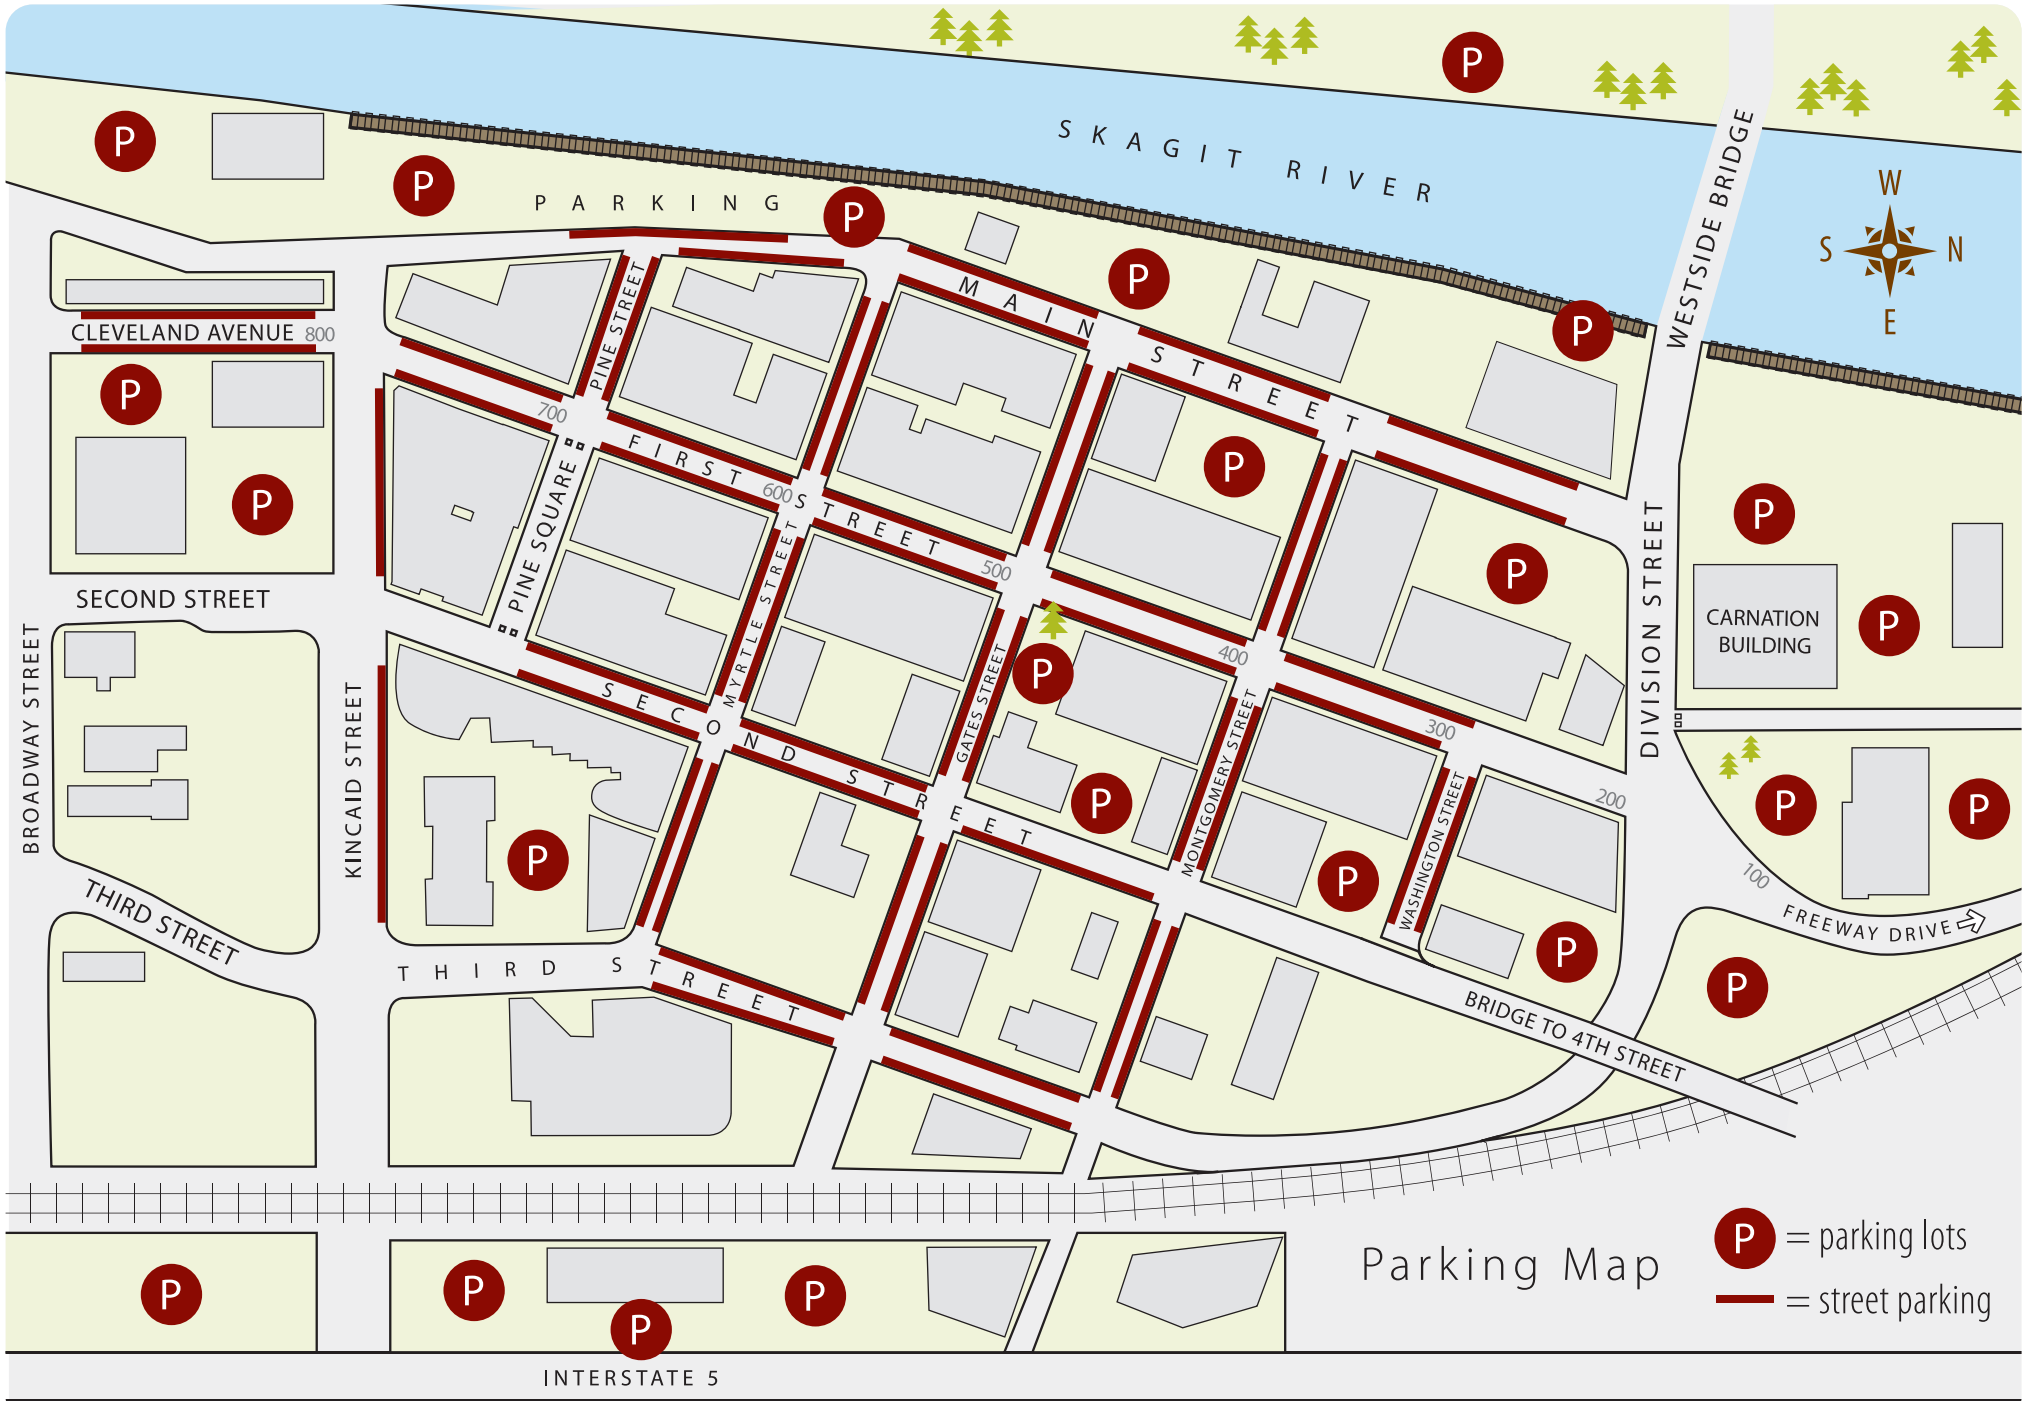 P
SKAGIT RIVER
WESTSIDE BRIDGE
W
S
N
E
P
P
PARKING
P
P
P
MAIN STREET
CLEVELAND AVENUE
800
PINE STREET
P
P
700
FIRST STREET
600
500
400
300
200
100
P
P
P
P
CARNATION
BUILDING
PINE SQUARE
MYRTLE STREET
GATES STREET
MONTGOMERY STREET
WASHINGTON STREET
DIVISION STREET
SECOND STREET
SECOND STREET
BROADWAY STREET
KINCAID STREET
P
P
P
P
P
P
P
P
FREEWAY DRIVE
THIRD STREET
THIRD STREET
BRIDGE TO 4TH STREET
P
P
P
P
P
Parking Map
P = parking lots
= street parking
INTERSTATE 5